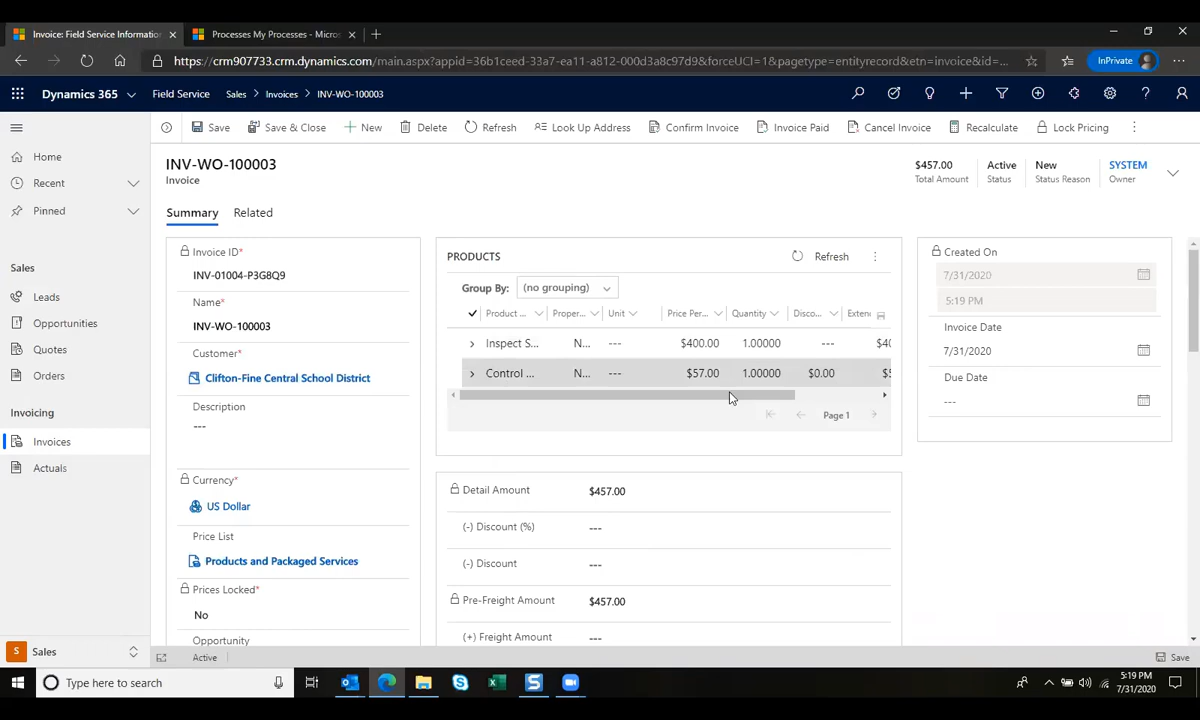 Invoice: Field Service Informatio
Processes My Processes - Micros
https://crm907733.crm.dynamics.com/main.aspx?appid=36b1ceed-33a7-ea11-a812-000d3a8c97d9&forceUCI=1&pagetype=entityrecord&etn=invoice&id=...
InPrivate
Dynamics 365
Field Service
Sales
Invoices
INV-WO-100003
Save
Save & Close
New
Delete
Refresh
Look Up Address
Confirm Invoice
Invoice Paid
Cancel Invoice
Recalculate
Lock Pricing
Home
Recent
Pinned
Sales
Leads
Opportunities
Quotes
Orders
Invoicing
Invoices
Actuals
S Sales
INV-WO-100003
Invoice
$457.00
Total Amount
Active
Status
New
Status Reason
SYSTEM
Owner
Summary
Related
Invoice ID*
INV-01004-P3G8Q9
Name*
INV-WO-100003
Customer*
Clifton-Fine Central School District
Description
---
Currency*
US Dollar
Price List
Products and Packaged Services
Prices Locked*
No
Opportunity
PRODUCTS
Refresh
Group By: (no grouping)
Product ... Proper... Unit Price Per... Quantity Disco... Exten
Inspect S... N... --- $400.00 1.00000 --- $40
Control ... N... --- $57.00 1.00000 $0.00 $5
Page 1
Detail Amount $457.00
(-) Discount (%) ---
(-) Discount ---
Pre-Freight Amount $457.00
(+) Freight Amount ---
Created On
7/31/2020
5:19 PM
Invoice Date
7/31/2020
Due Date
---
Active
Save
Type here to search
5:19 PM
7/31/2020